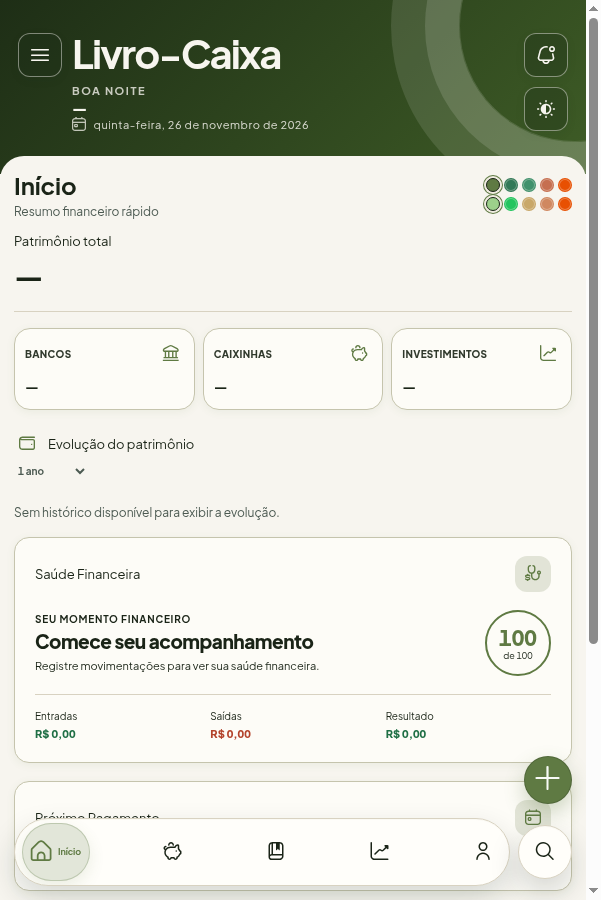 Livro-Caixa
BOA NOITE
—
quinta-feira, 26 de novembro de 2026
Início
Resumo financeiro rápido
Patrimônio total
—
BANCOS
—
CAIXINHAS
—
INVESTIMENTOS
—
Evolução do patrimônio
1 ano
Sem histórico disponível para exibir a evolução.
Saúde Financeira
SEU MOMENTO FINANCEIRO
Comece seu acompanhamento
Registre movimentações para ver sua saúde financeira.
100
de 100
Entradas
R$ 0,00
Saídas
R$ 0,00
Resultado
R$ 0,00
Próximo Pagamento
Início